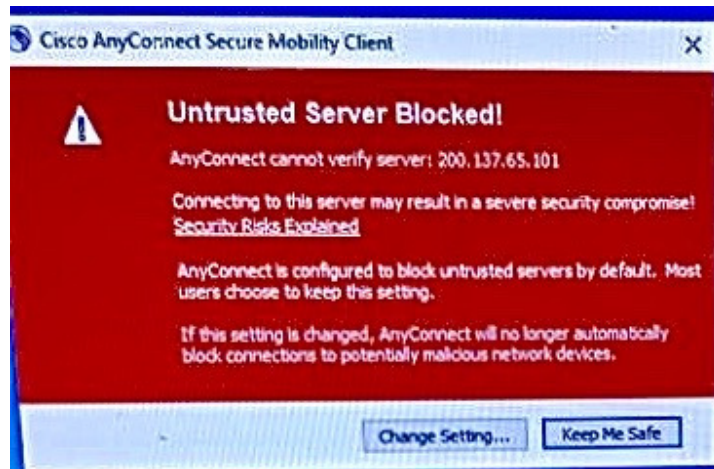 Cisco AnyConnect Secure Mobility Client
Untrusted Server Blocked!
AnyConnect cannot verify server: 200.137.65.101
Connecting to this server may result in a severe security compromise!
Security Risks Explained
AnyConnect is configured to block untrusted servers by default. Most
users choose to keep this setting.
If this setting is changed, AnyConnect will no longer automatically
block connections to potentially malicious network devices.
Change Setting...
Keep Me Safe